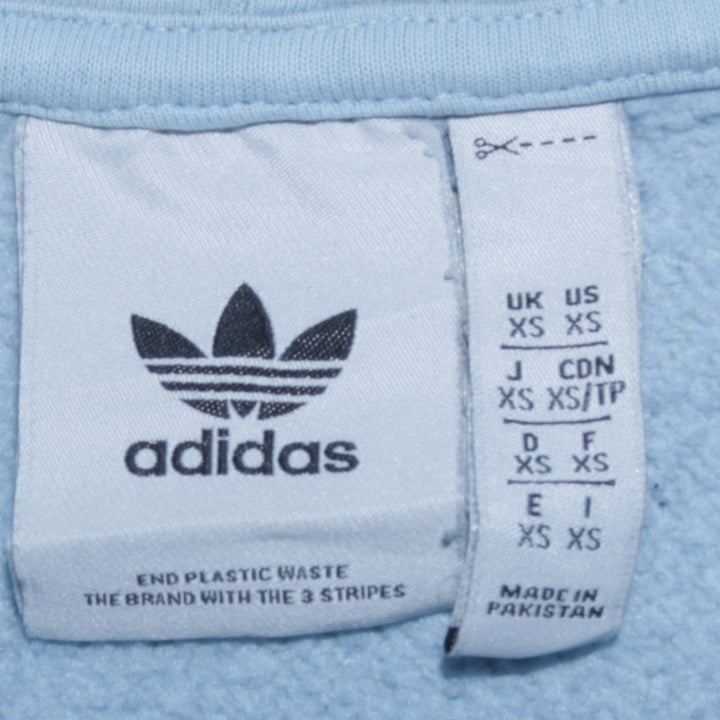 adidas
END PLASTIC WASTE
THE BRAND WITH THE 3 STRIPES
UK US
XS XS
J CDN
XS XS/TP
D F
XS XS
E I
XS XS
MADE IN
PAKISTAN